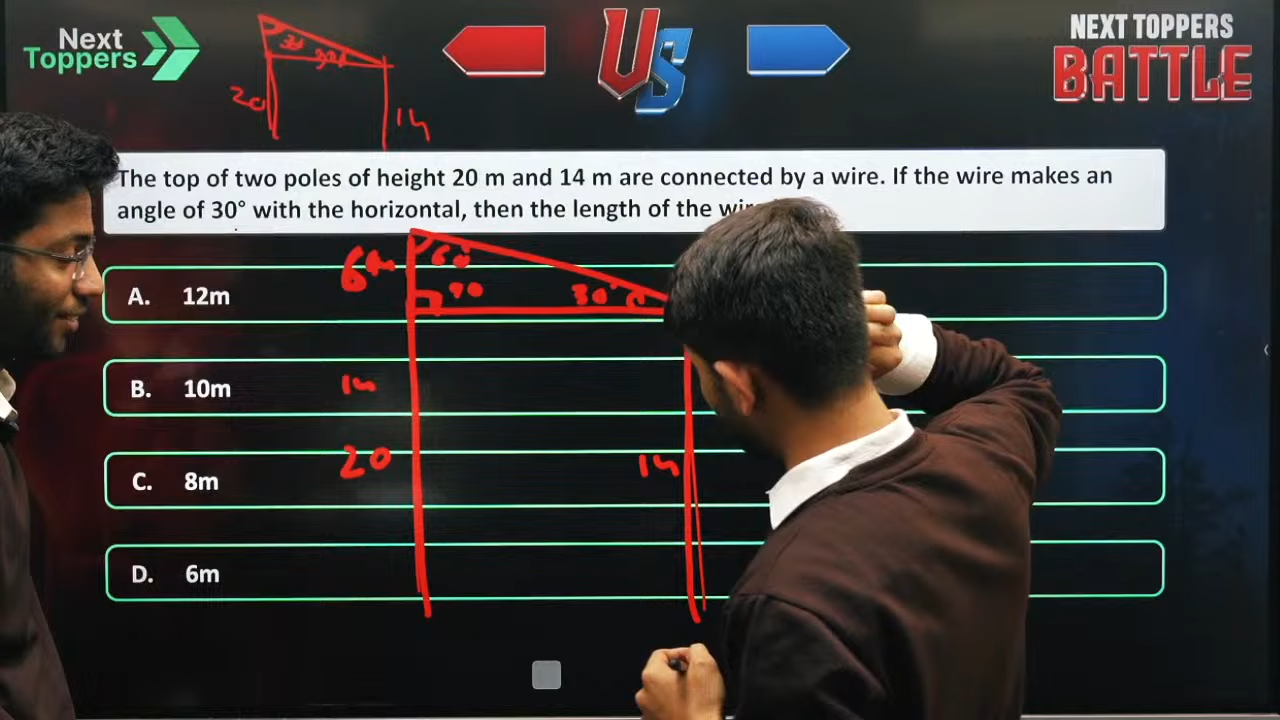 Next
Toppers
US
NEXT TOPPERS
BATTLE
30
20
14
The top of two poles of height 20 m and 14 m are connected by a wire. If the wire makes an
angle of 30° with the horizontal, then the length of the
6m
60
90
30°
A. 12m
B. 10m
14
C. 8m
20
14
D. 6m